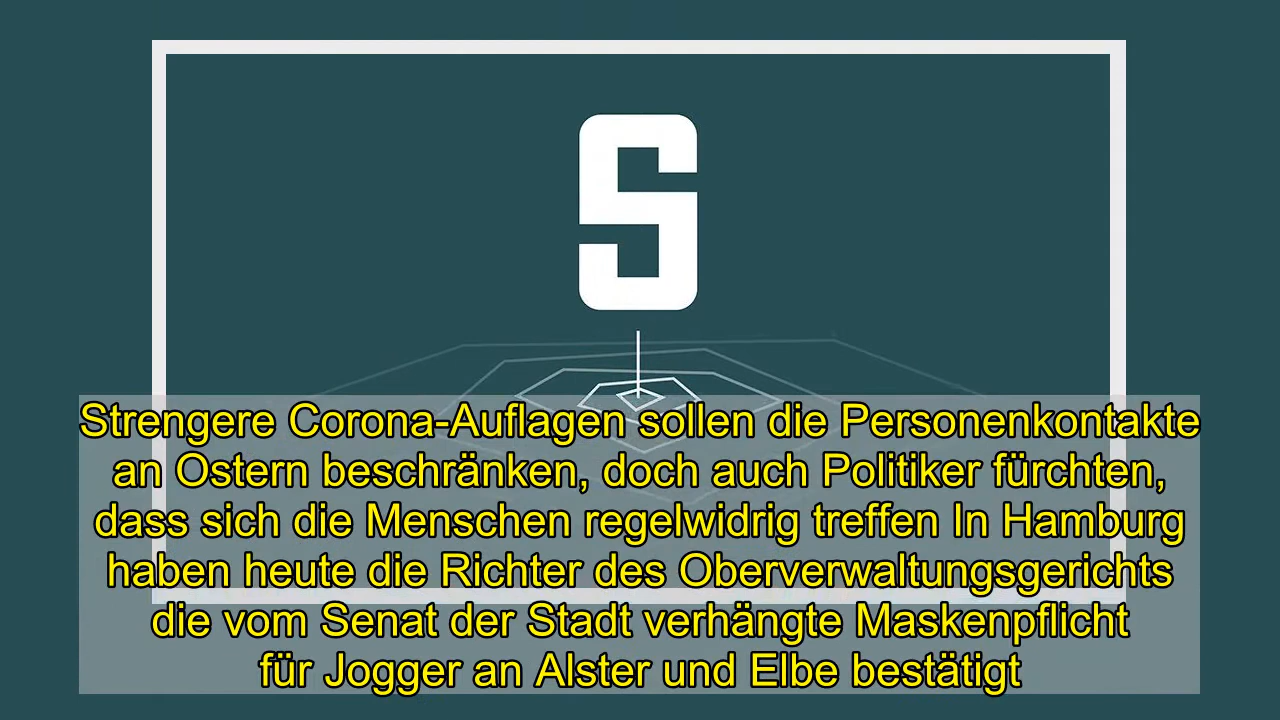 S
Strengere Corona-Auflagen sollen die Personenkontakte
an Ostern beschränken, doch auch Politiker fürchten,
dass sich die Menschen regelwidrig treffen In Hamburg
haben heute die Richter des Oberverwaltungsgerichts
die vom Senat der Stadt verhängte Maskenpflicht
für Jogger an Alster und Elbe bestätigt